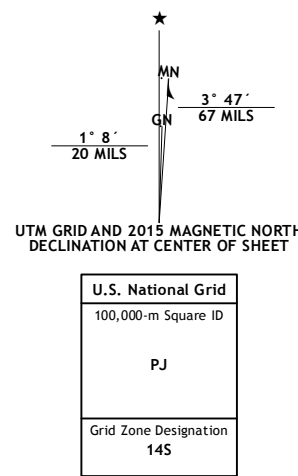 ★
MN
3° 47´
67 MILS
GN
1° 8´
20 MILS
UTM GRID AND 2015 MAGNETIC NORTH
DECLINATION AT CENTER OF SHEET
U.S. National Grid
100,000-m Square ID
PJ
Grid Zone Designation
14S